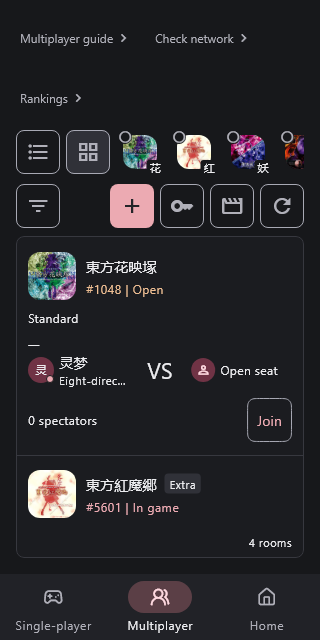 Multiplayer guide
Check network
Rankings
花
红
妖
東方花映塚
#1048 | Open
Standard
—
灵
灵梦
Eight-direc...
VS
Open seat
0 spectators
Join
東方紅魔郷
Extra
#5601 | In game
4 rooms
Single-player
Multiplayer
Home